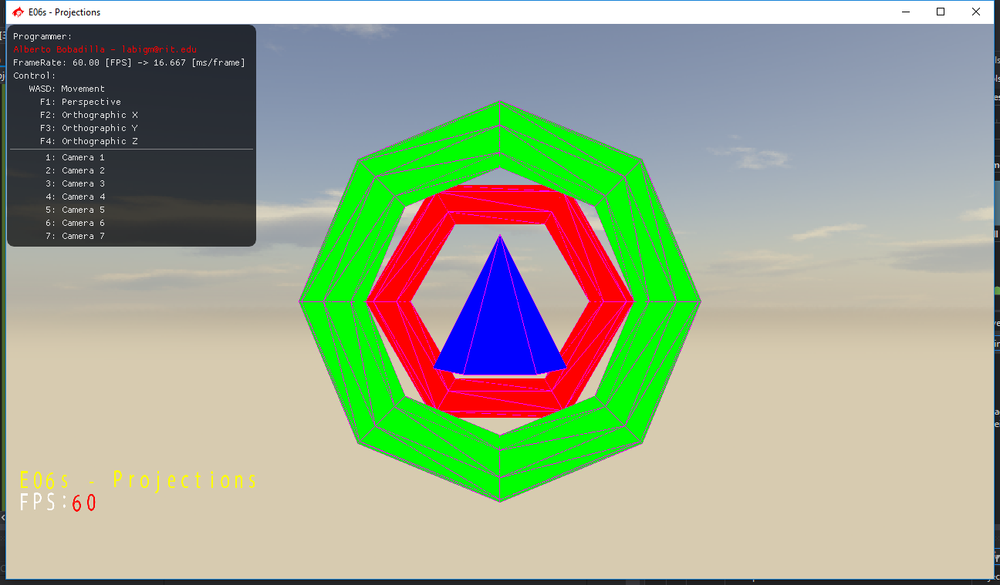 E06s - Projections
Programmer:
Alberto Bobadilla - labigm@rit.edu
FrameRate: 60.00 [FPS] -> 16.667 [ms/frame]
Control:
WASD: Movement
F1: Perspective
F2: Orthographic X
F3: Orthographic Y
F4: Orthographic Z
1: Camera 1
2: Camera 2
3: Camera 3
4: Camera 4
5: Camera 5
6: Camera 6
7: Camera 7
E06s - Projections
FPS:60